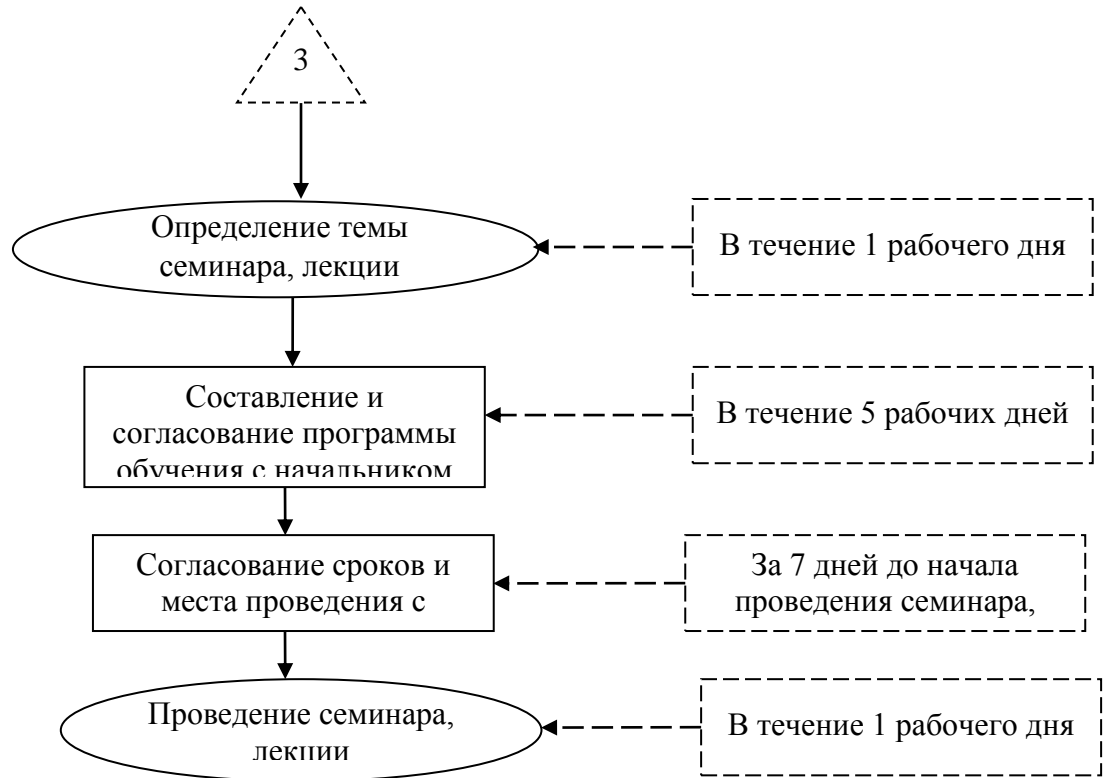 3
Определение темы
семинара, лекции
В течение 1 рабочего дня
Составление и
согласование программы
обучения с начальником
В течение 5 рабочих дней
Согласование сроков и
места проведения с
За 7 дней до начала
проведения семинара,
Проведение семинара,
лекции
В течение 1 рабочего дня